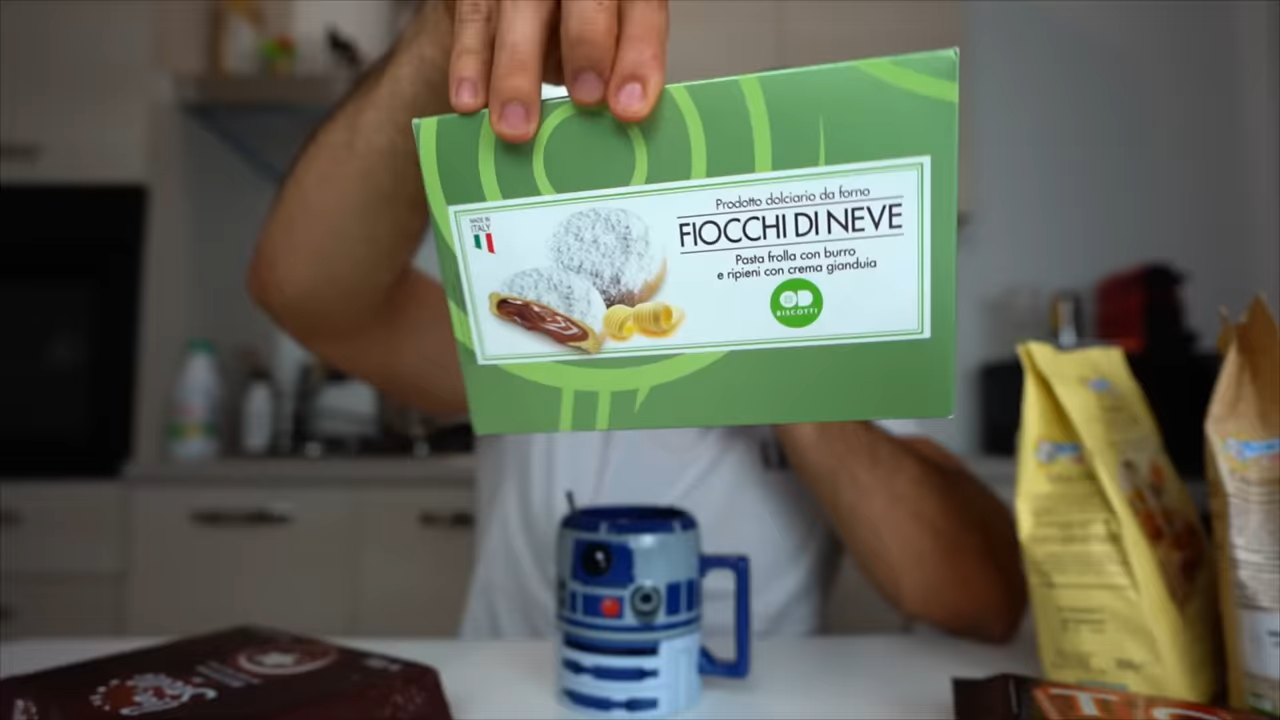 MADE IN
ITALY
Prodotto dolciario da forno
FIOCCHI DI NEVE
Pasta frolla con burro
e ripieni con crema gianduia
BISCOTTI